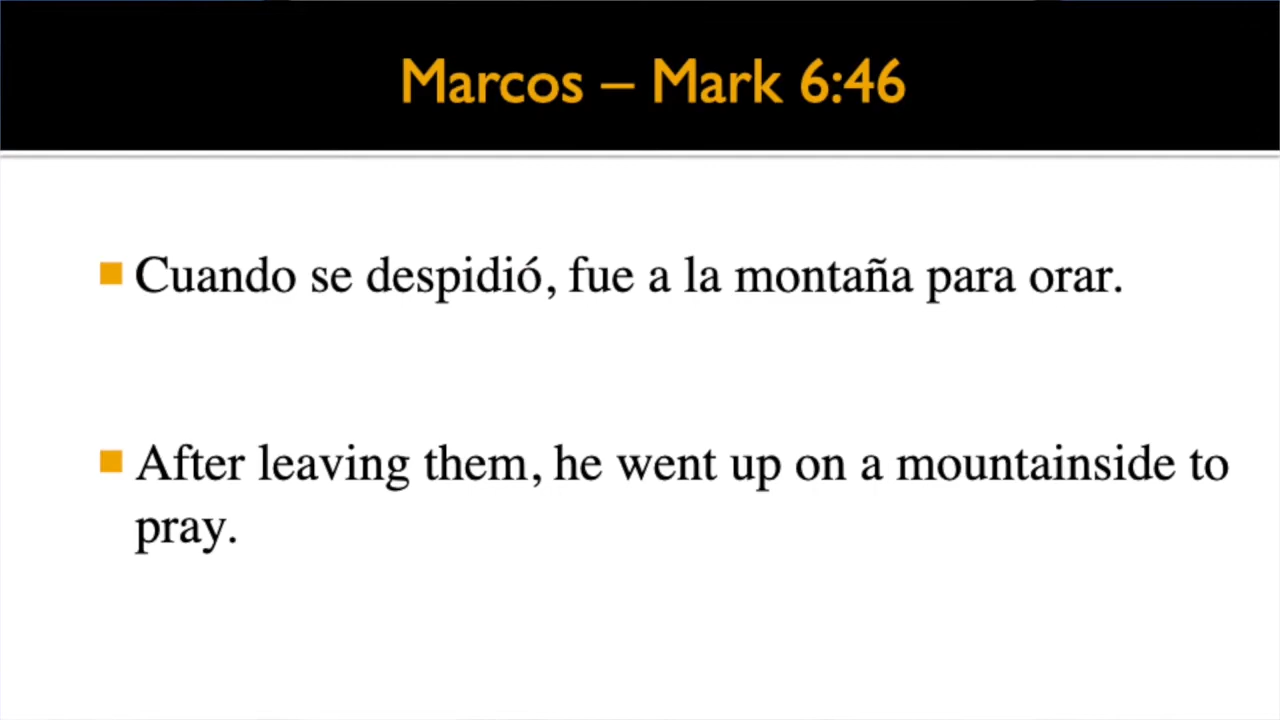 Marcos – Mark 6:46
Cuando se despidió, fue a la montaña para orar.
After leaving them, he went up on a mountainside to
pray.